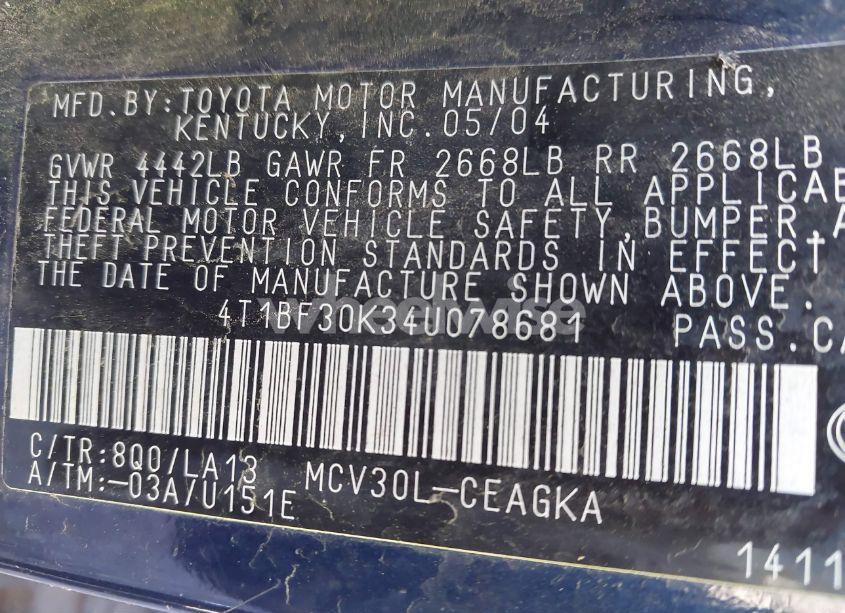 MFD.BY:TOYOTA MOTOR MANUFACTURING,
KENTUCKY,INC.05/04
GVWR 4442LB GAWR FR 2668LB RR 2668LB
THIS VEHICLE CONFORMS TO ALL APPLICAB
FEDERAL MOTOR VEHICLE SAFETY,BUMPER,A
THEFT PREVENTION STANDARDS IN EFFECT
THE DATE OF MANUFACTURE SHOWN ABOVE.
wheelwise
4T1BF30K34U078681 PASS.CA
C/TR:8Q0/LA13 MCV30L-CEAGKA
A/TM:-03A/U151E
1411